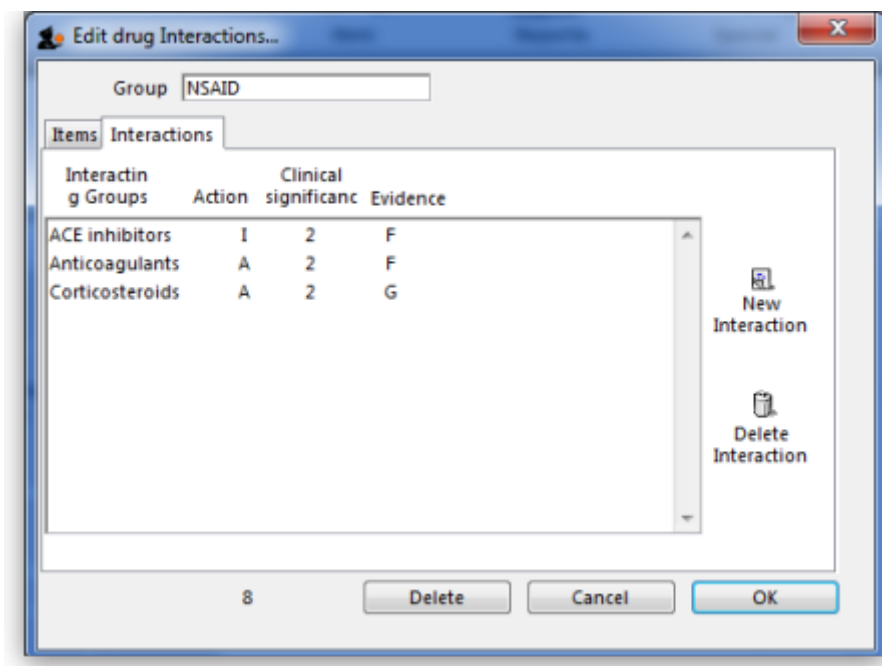 Edit drug Interactions...
Group NSAID
Items Interactions
Interactin
g Groups Action Clinical
significanc Evidence
ACE inhibitors I 2 F
Anticoagulants A 2 F
Corticosteroids A 2 G
New
Interaction
Delete
Interaction
8 Delete Cancel OK